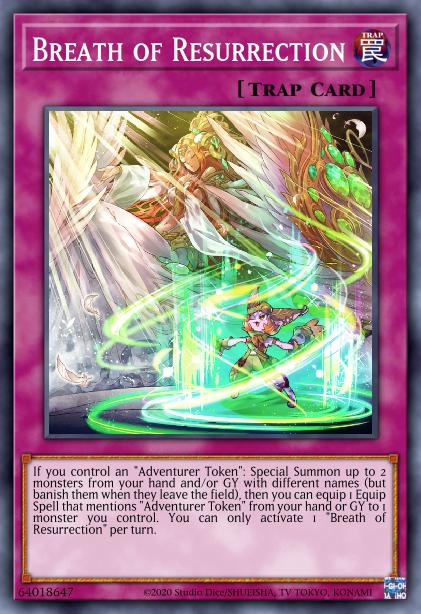 BREATH OF RESURRECTION
TRAP
罠
[TRAP CARD]
If you control an "Adventurer Token": Special Summon up to 2
monsters from your hand and/or GY with different names (but
banish them when they leave the field), then you can equip 1 Equip
Spell that mentions "Adventurer Token" from your hand or GY to 1
monster you control. You can only activate 1 "Breath of
Resurrection" per turn.
64018647 ©2020 Studio Dice/SHUEISHA, TV TOKYO, KONAMI